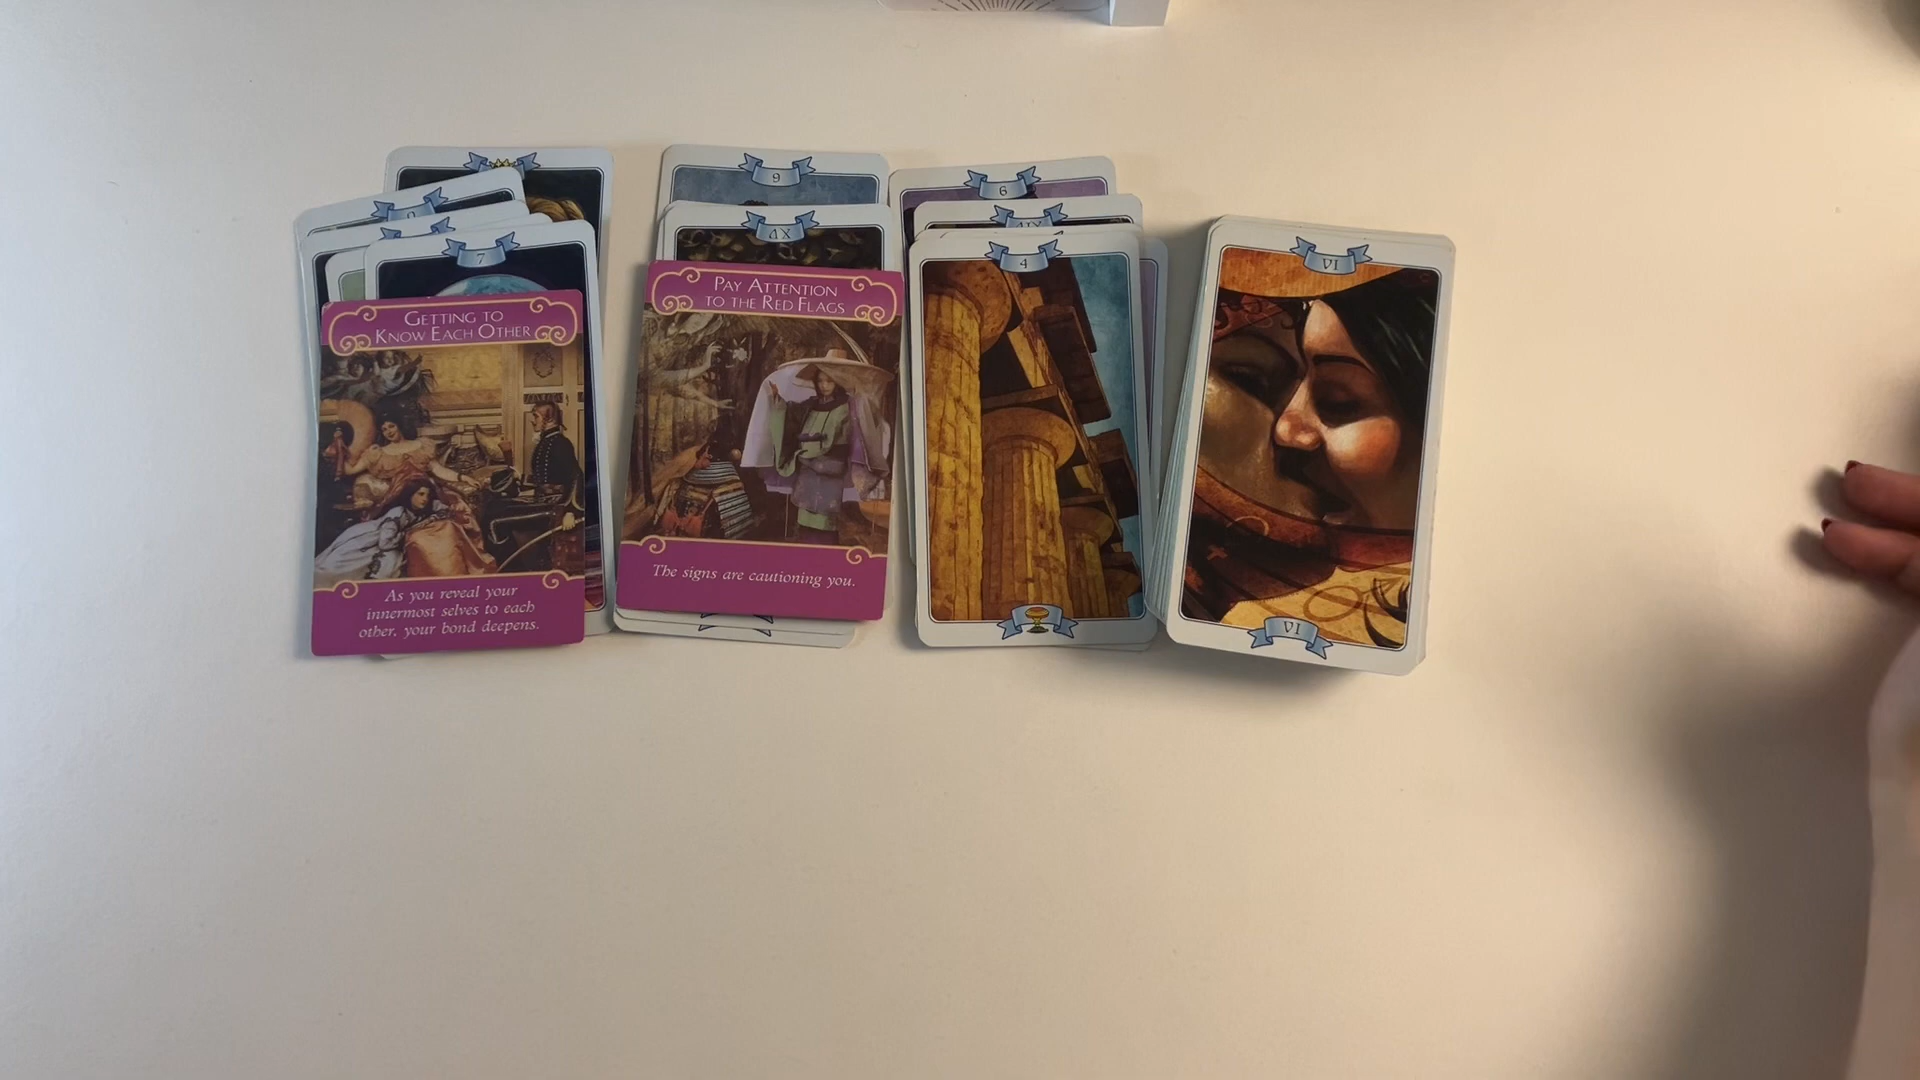 9
6
XV
4
VI
7
PAY ATTENTION
TO THE RED FLAGS
GETTING TO
KNOW EACH OTHER
The signs are cautioning you.
As you reveal your
innermost selves to each
other, your bond deepens.
VI